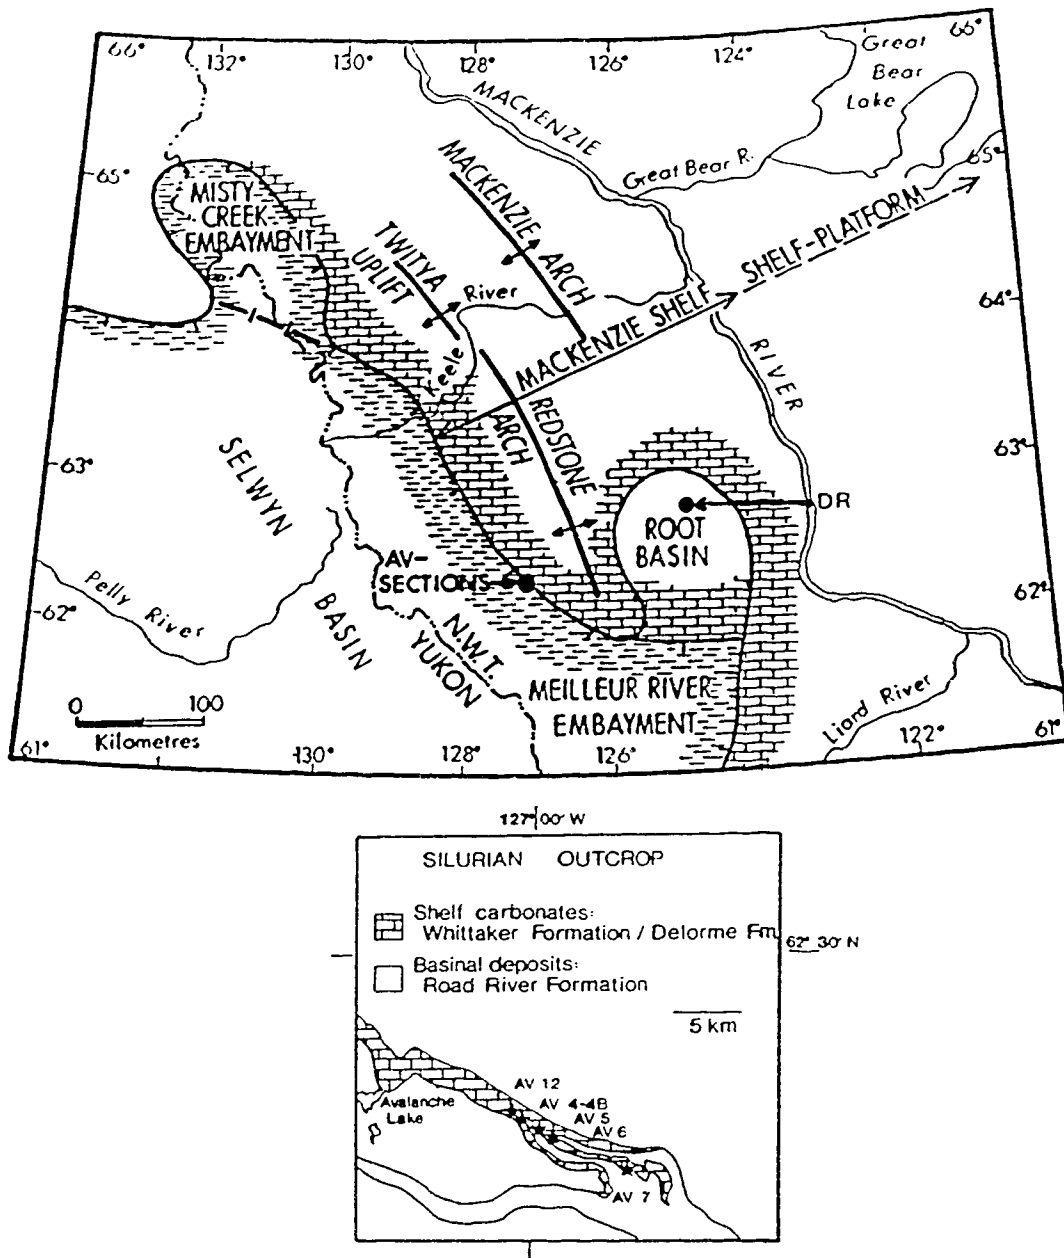 66°
132°
130°
128°
126°
124°
66°
Great
Bear
Lake
MACKENZIE
Great Bear R.
65°
65°
MISTY
CREEK
EMBAYMENT
MACKENZIE ARCH
TWITYA
UPLIFT
River
Keele
SHELF-PLATFORM
MACKENZIE SHELF
64°
RIVER
REDSTONE
ARCH
63°
63°
SELWYN
BASIN
ROOT
BASIN
DR
AV-
SECTIONS
Pelly River
62°
62°
N.W.T.
YUKON
MEILLEUR RIVER
EMBAYMENT
Liard River
0 100
Kilometres
61°
130°
128°
126°
122°
61°
127° 00' W
SILURIAN OUTCROP
Shelf carbonates:
Whittaker Formation / Delorme Fm
62° 30' N
Basinal deposits:
Road River Formation
5 km
AV 12
AV 4-4B
AV 5
AV 6
Avalanche
Lake
AV 7